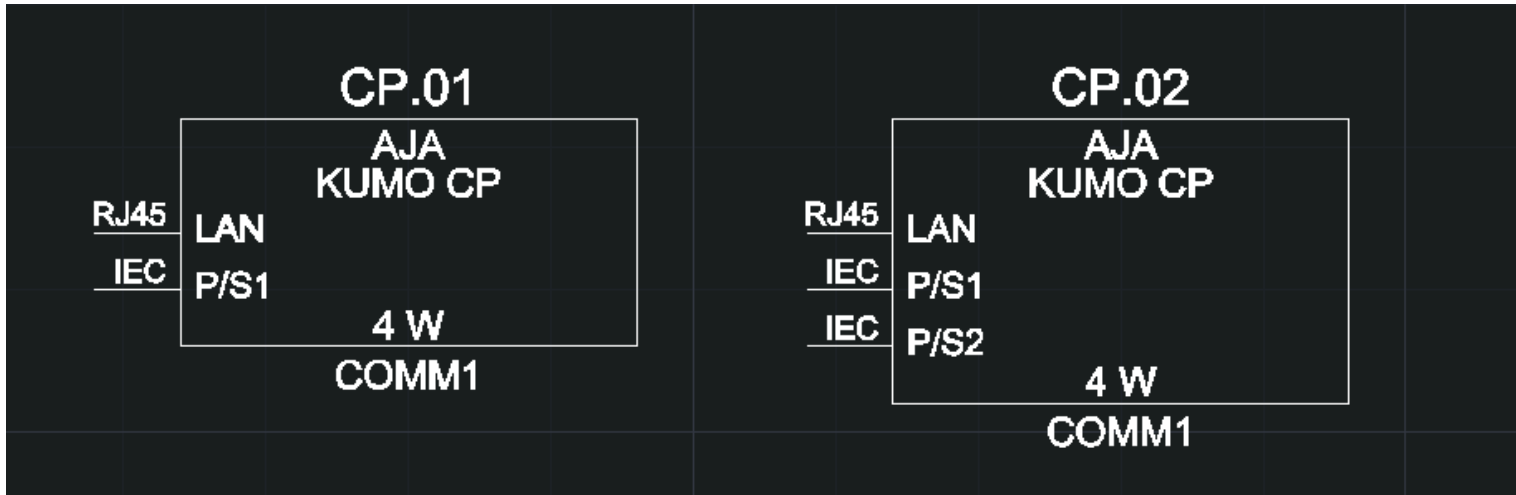 CP.01
AJA
KUMO CP
RJ45 LAN
IEC P/S1
4 W
COMM1
CP.02
AJA
KUMO CP
RJ45 LAN
IEC P/S1
IEC P/S2
4 W
COMM1